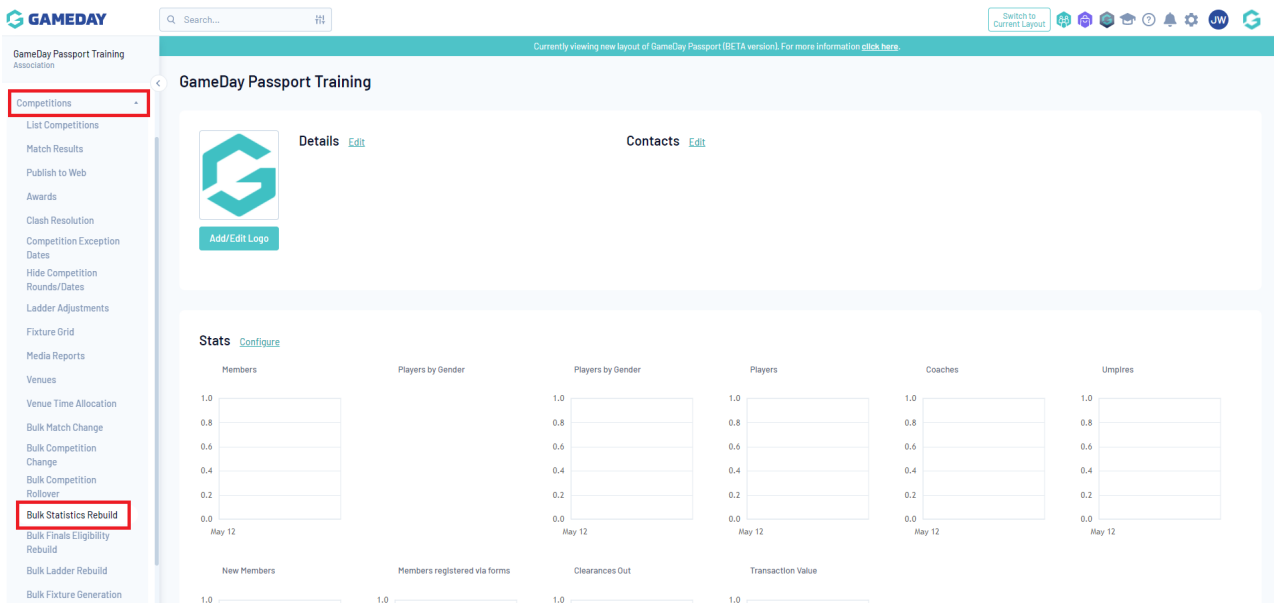 GAMEDAY
Search...
Switch to
Current Layout
JW
GameDay Passport Training
Association
Currently viewing new layout of GameDay Passport (BETA version). For more information click here.
Competitions
List Competitions
Match Results
Publish to Web
Awards
Clash Resolution
Competition Exception
Dates
Hide Competition
Rounds/Dates
Ladder Adjustments
Fixture Grid
Media Reports
Venues
Venue Time Allocation
Bulk Match Change
Bulk Competition
Change
Bulk Competition
Rollover
Bulk Statistics Rebuild
Bulk Finals Eligibility
Rebuild
Bulk Ladder Rebuild
Bulk Fixture Generation
GameDay Passport Training
Details Edit
Contacts Edit
Add/Edit Logo
Stats Configure
Members
1.0
0.8
0.6
0.4
0.2
0.0
May 12
Players by Gender
Players by Gender
1.0
0.8
0.6
0.4
0.2
0.0
May 12
Players
1.0
0.8
0.6
0.4
0.2
0.0
May 12
Coaches
1.0
0.8
0.6
0.4
0.2
0.0
May 12
Umpires
1.0
0.8
0.6
0.4
0.2
0.0
May 12
New Members
1.0
Members registered via forms
1.0
Clearances Out
1.0
Transaction Value
1.0